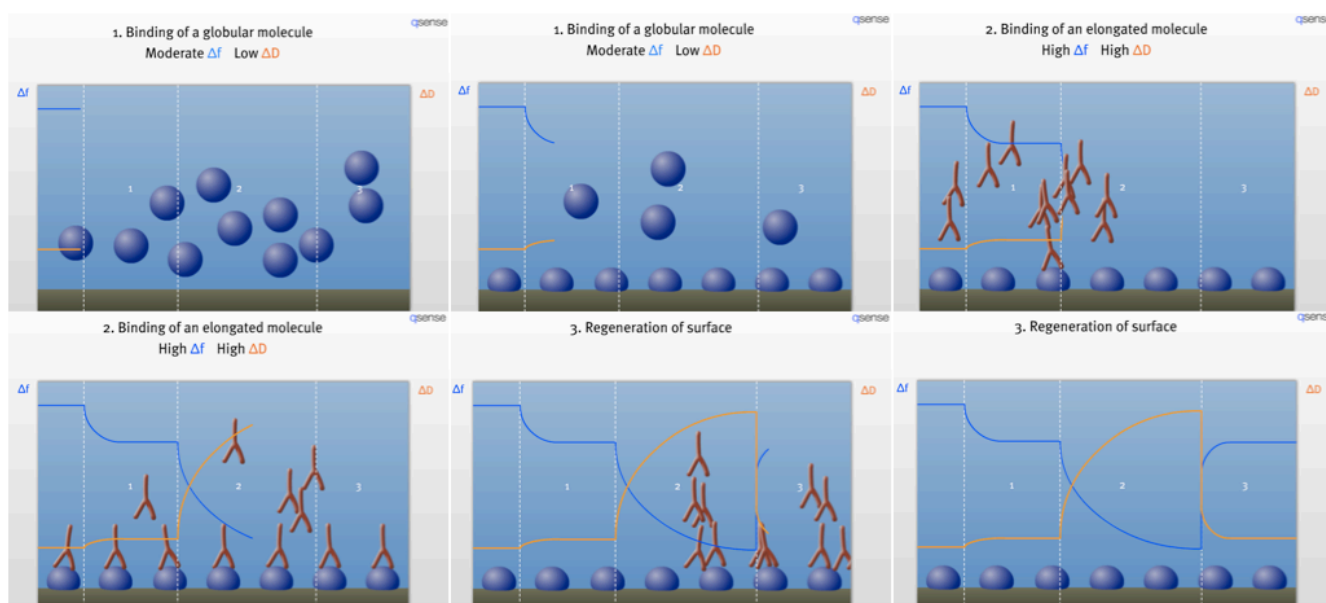 qsense
1. Binding of a globular molecule
Moderate Δf Low ΔD
Δf
ΔD
1
2
3
qsense
1. Binding of a globular molecule
Moderate Δf Low ΔD
Δf
ΔD
1
2
3
qsense
2. Binding of an elongated molecule
High Δf High ΔD
Δf
ΔD
1
2
3
qsense
2. Binding of an elongated molecule
High Δf High ΔD
Δf
ΔD
1
2
3
qsense
3. Regeneration of surface
Δf
ΔD
1
2
3
qsense
3. Regeneration of surface
Δf
ΔD
1
2
3